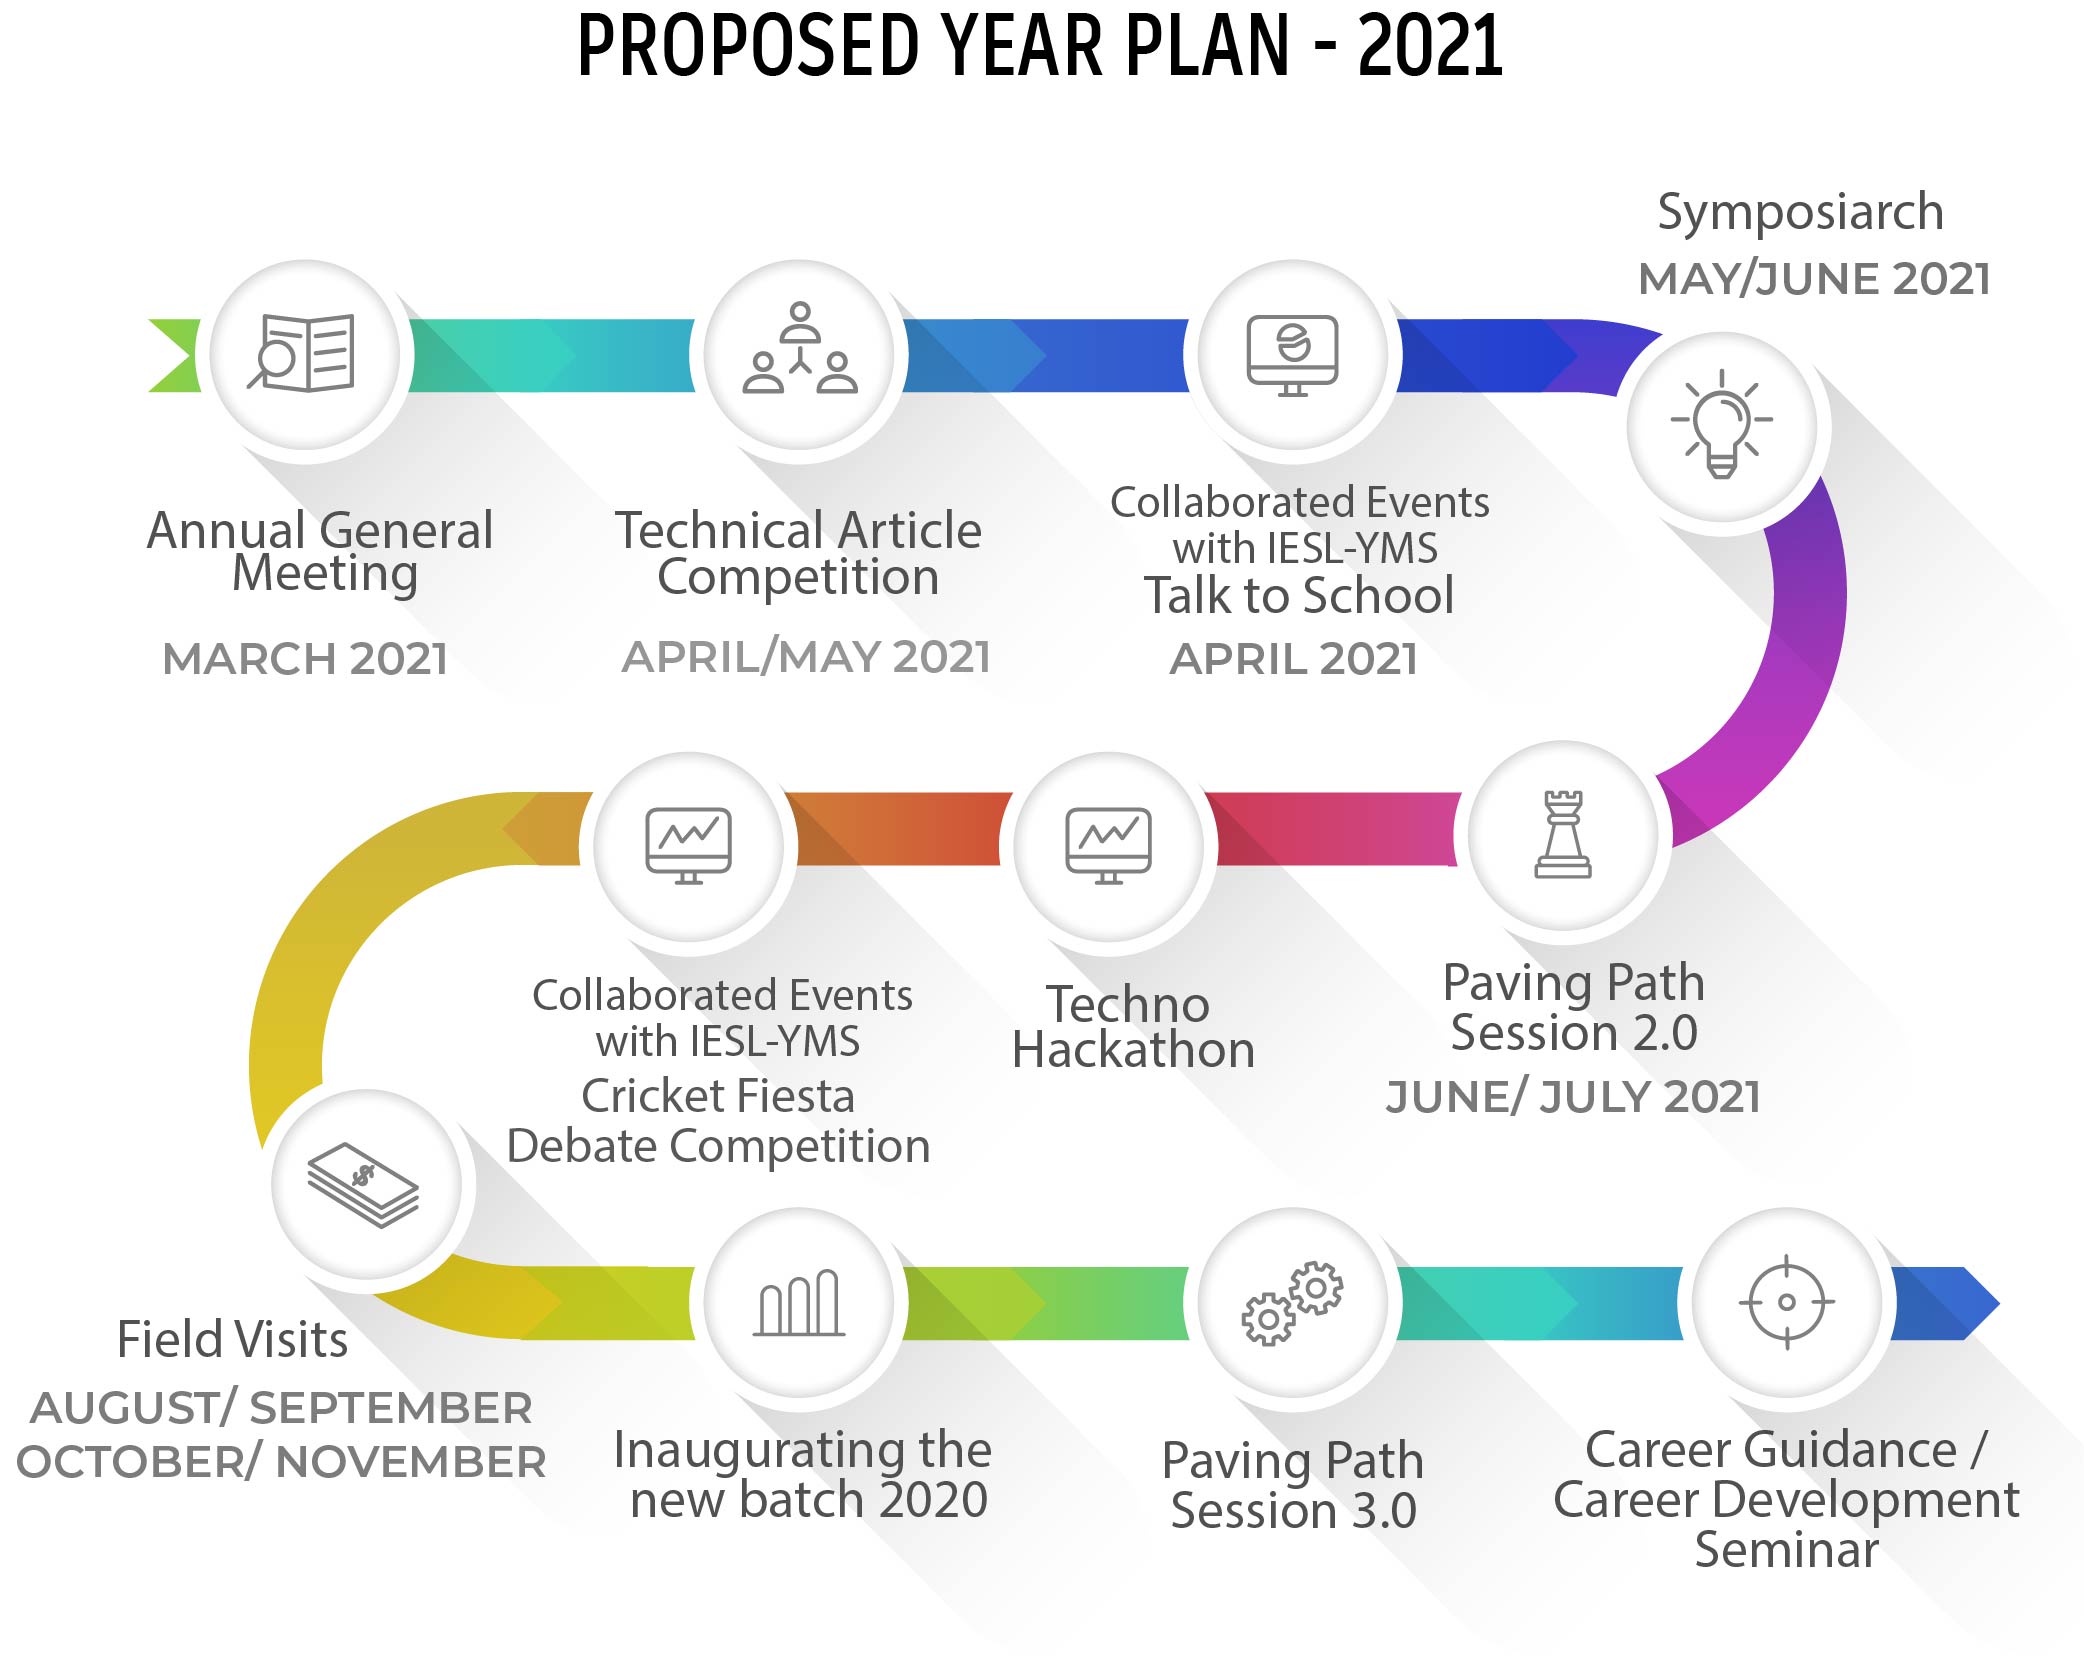 PROPOSED YEAR PLAN - 2021
Annual General
Meeting
MARCH 2021
Technical Article
Competition
APRIL/MAY 2021
Collaborated Events
with IESL-YMS
Talk to School
APRIL 2021
Symposiarch
MAY/JUNE 2021
Paving Path
Session 2.0
JUNE/ JULY 2021
Techno
Hackathon
Collaborated Events
with IESL-YMS
Cricket Fiesta
Debate Competition
Field Visits
AUGUST/ SEPTEMBER
OCTOBER/ NOVEMBER
Inaugurating the
new batch 2020
Paving Path
Session 3.0
Career Guidance /
Career Development
Seminar